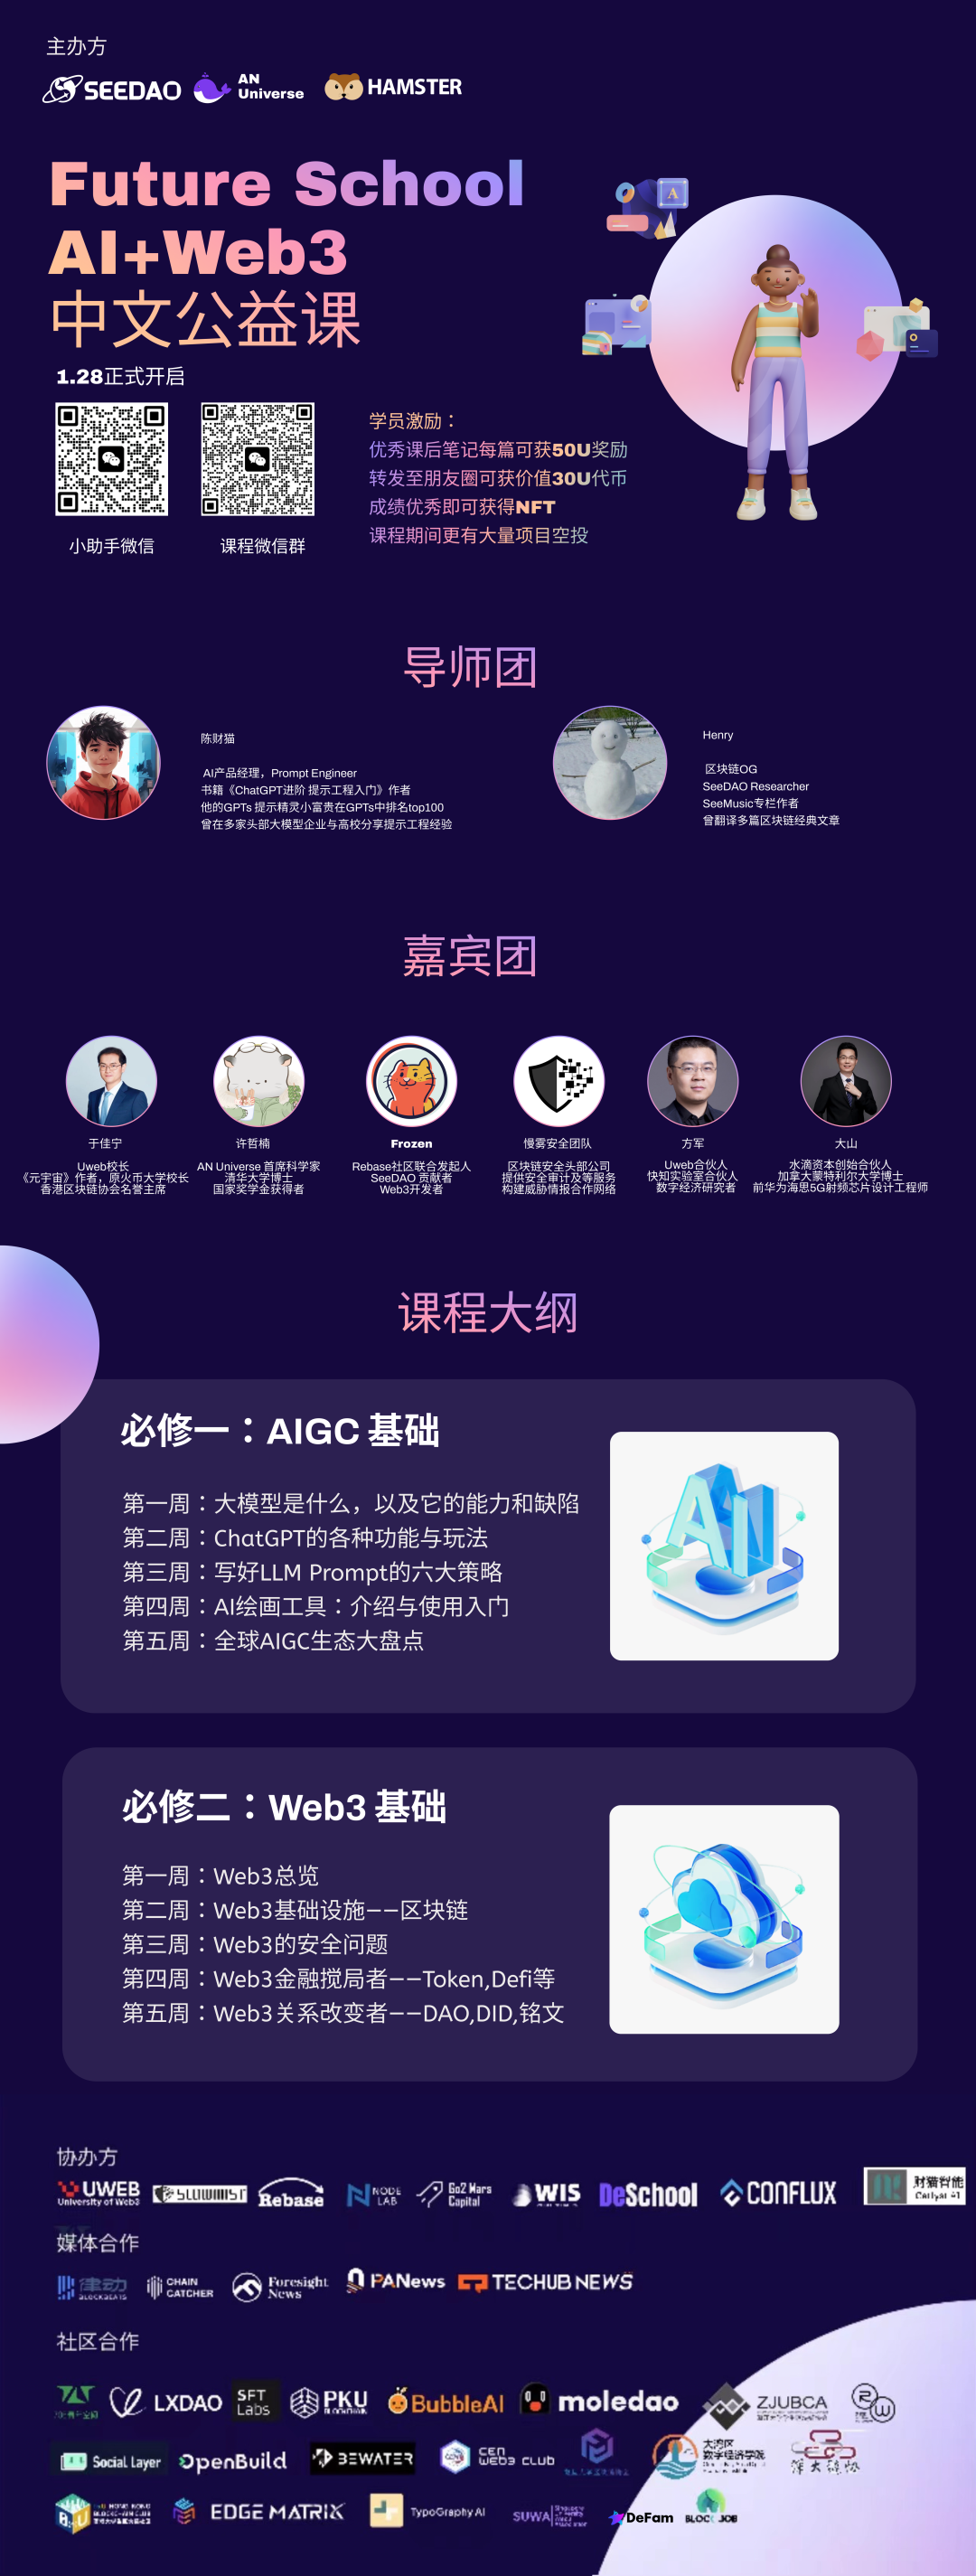 主办方
SEEDAO
AN
Universe
HAMSTER
Future School
AI+Web3
中文公益课
1.28正式开启
小助手微信
课程微信群
学员激励：
优秀课后笔记每篇可获50U奖励
转发至朋友圈可获价值30U代币
成绩优秀即可获得NFT
课程期间更有大量项目空投
A
导师团
陈财猫
AI产品经理，Prompt Engineer
书籍《ChatGPT进阶 提示工程入门》作者
他的GPTs 提示精灵小富贵在GPTs中排名top100
曾在多家头部大模型企业与高校分享提示工程经验
Henry
区块链OG
SeeDAO Researcher
SeeMusic专栏作者
曾翻译多篇区块链经典文章
嘉宾团
于佳宁
Uweb校长
《元宇宙》作者，原火币大学校长
香港区块链协会名誉主席
许哲楠
AN Universe 首席科学家
清华大学博士
国家奖学金获得者
Frozen
Rebase社区联合发起人
SeeDAO 贡献者
Web3开发者
慢雾安全团队
区块链安全头部公司
提供安全审计及等服务
构建威胁情报合作网络
方军
Uweb合伙人
快知实验室合伙人
数字经济研究者
大山
水滴资本创始合伙人
加拿大蒙特利尔大学博士
前华为海思5G射频芯片设计工程师
课程大纲
必修一：AIGC 基础
第一周：大模型是什么，以及它的能力和缺陷
第二周：ChatGPT的各种功能与玩法
第三周：写好LLM Prompt的六大策略
第四周：AI绘画工具：介绍与使用入门
第五周：全球AIGC生态大盘点
AI
必修二：Web3 基础
第一周：Web3总览
第二周：Web3基础设施——区块链
第三周：Web3的安全问题
第四周：Web3金融搅局者——Token,Defi等
第五周：Web3关系改变者——DAO,DID,铭文
协办方
UWEB
University of Web3
SLOWMIST
Rebase
NODE
LAB
Go2 Mars
Capital
WIS
DeSchool
CONFLUX
财猫智能
媒体合作
律动
BLOCKBEATS
CHAIN
CATCHER
Foresight
News
PANews
TECHUB NEWS
社区合作
LXDAO
SFT
Labs
PKU
BLOCKCHAIN
BubbleAI
moledao
ZJUBCA
Social Layer
OpenBuild
BEWATER
CEN
WEB3 CLUB
大湾区
数字经济学院
EDGE MATRIX
TypoGraphy AI
SUWA
DeFam
BLOCKJOB